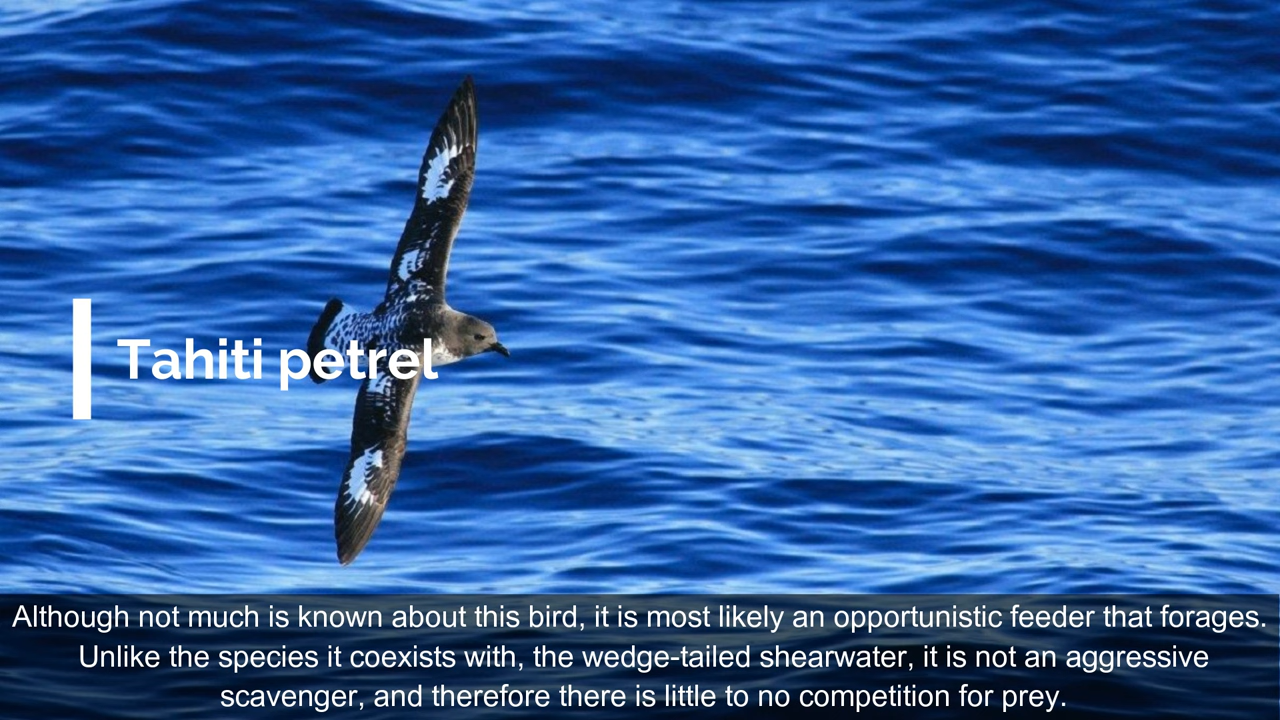 Tahiti petrel
Although not much is known about this bird, it is most likely an opportunistic feeder that forages.
Unlike the species it coexists with, the wedge-tailed shearwater, it is not an aggressive
scavenger, and therefore there is little to no competition for prey.